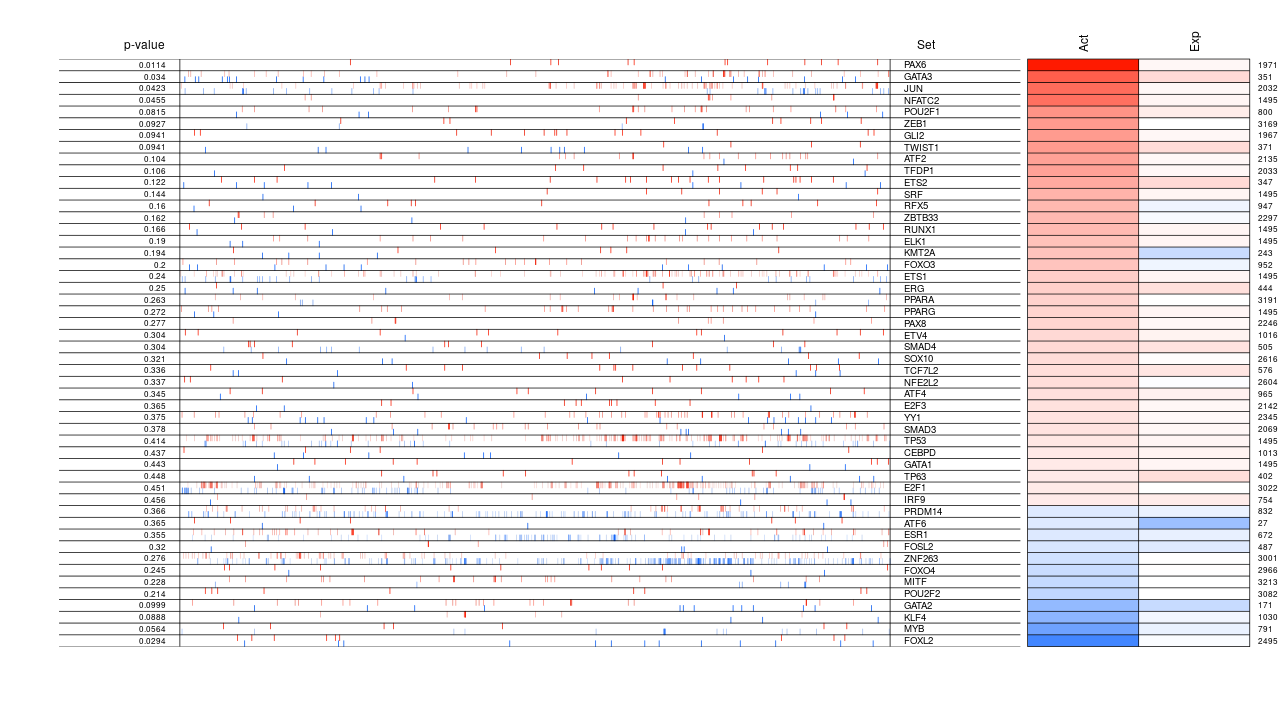 p-value Set Act Exp
0.0114 PAX6 1971
0.034 GATA3 351
0.0423 JUN 2032
0.0455 NFATC2 1495
0.0815 POU2F1 800
0.0927 ZEB1 3169
0.0941 GLI2 1967
0.0941 TWIST1 371
0.104 ATF2 2135
0.106 TFDP1 2033
0.122 ETS2 347
0.144 SRF 1495
0.16 RFX5 947
0.162 ZBTB33 2297
0.166 RUNX1 1495
0.19 ELK1 1495
0.194 KMT2A 243
0.2 FOXO3 952
0.24 ETS1 1495
0.25 ERG 444
0.263 PPARA 3191
0.272 PPARG 1495
0.277 PAX8 2246
0.304 ETV4 1016
0.304 SMAD4 505
0.321 SOX10 2616
0.336 TCF7L2 576
0.337 NFE2L2 2604
0.345 ATF4 965
0.365 E2F3 2142
0.375 YY1 2345
0.378 SMAD3 2069
0.414 TP53 1495
0.437 CEBPD 1013
0.443 GATA1 1495
0.448 TP63 402
0.451 E2F1 3022
0.456 IRF9 754
0.366 PRDM14 832
0.365 ATF6 27
0.355 ESR1 672
0.32 FOSL2 487
0.276 ZNF263 3001
0.245 FOXO4 2966
0.228 MITF 3213
0.214 POU2F2 3082
0.0999 GATA2 171
0.0888 KLF4 1030
0.0564 MYB 791
0.0294 FOXL2 2495